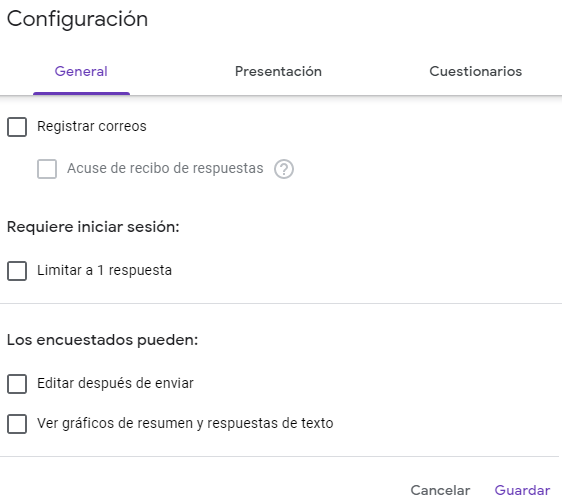 Configuración
General Presentación Cuestionarios
Registrar correos
Acuse de recibo de respuestas ?
Requiere iniciar sesión:
Limitar a 1 respuesta
Los encuestados pueden:
Editar después de enviar
Ver gráficos de resumen y respuestas de texto
Cancelar Guardar